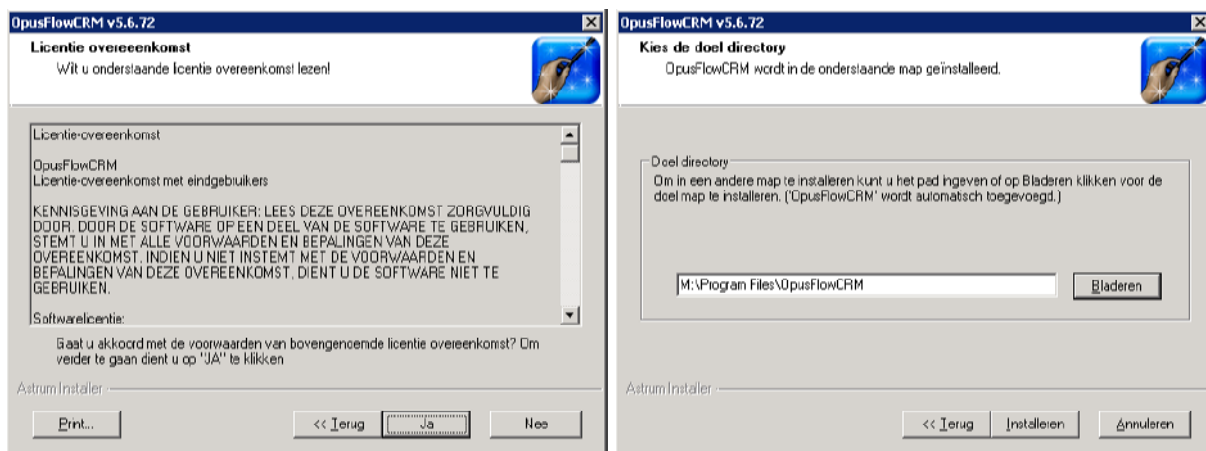 OpusFlowCRM v5.6.72
Licentie overeeenkomst
Wilt u onderslaande licentie overeenkomst lezen!
Licentie-overeenkomst
OpusFlowCRM
Licentie-overeenkomst met eindgebruikers
KENNISGEVING AAN DE GEBRUIKER: LEES DEZE OVEREENKOMST ZORGVULDIG
DOOR. DOOR DE SOFTWARE OP EEN DEEL VAN DE SOFTWARE TE GEBRUIKEN,
STEMT U IN MET ALLE VOORWAARDEN EN BEPALINGEN VAN DEZE
OVEREENKOMST. INDIEN U NIET INSTEMT MET DE VOORWAARDEN EN
BEPALINGEN VAN DEZE OVEREENKOMST, DIENT U DE SOFTWARE NIET TE
GEBRUIKEN.
Softwarelicentie:
Gaat u akkoord met de voorwaarden van bovengenoemde licentie overeenkomst? Om
verder te gaan dient u op "JA" te klikken
Astrum Installer
Print...
<< Terug
Ja
Nee
OpusFlowCRM v5.6.72
Kies de doel directory
OpusFlowCRM wordt in de onderstaande map geïnstalleerd.
Doel directory
Om in een andere map te installeren kunt u het pad ingeven of op Bladeren klikken voor de
doel map te installeren. ('OpusFlowCRM' wordt automatisch toegevoegd.)
M:\Program Files\OpusFlowCRM
Bladeren
Astrum Installer
<< Terug
Installeren
Annuleren